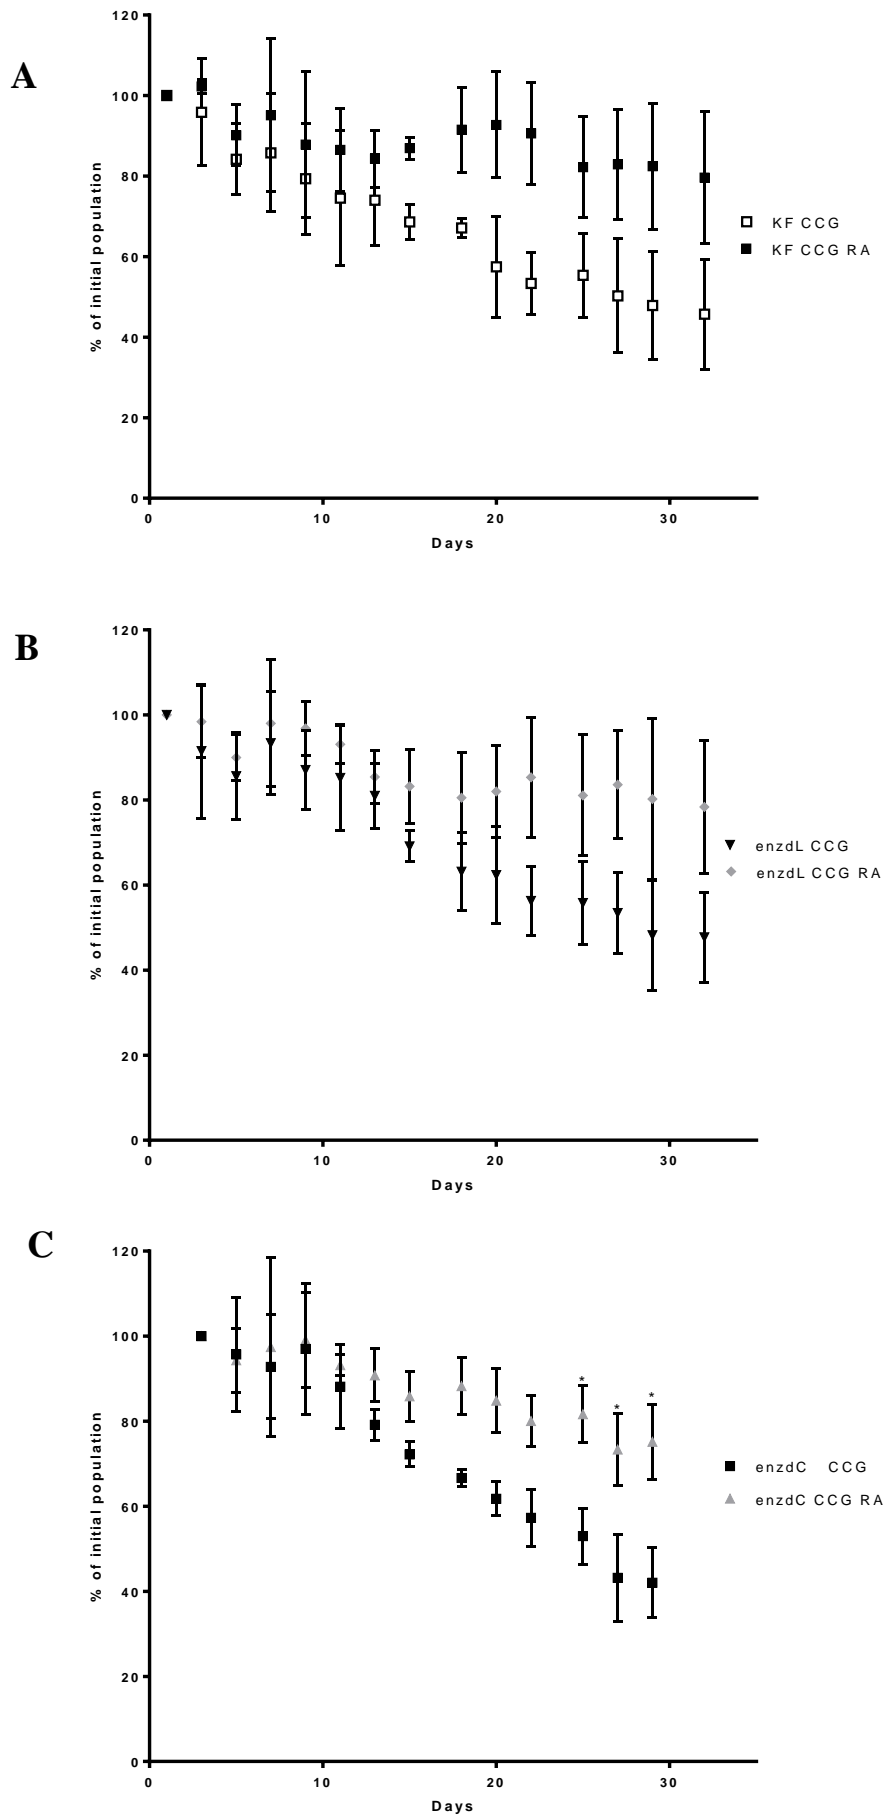 A
120
100
80
60
40
20
0
% of initial population
0 10 20 30
Days
KF CCG
KF CCG RA
B
120
100
80
60
40
20
0
% of initial population
0 10 20 30
Days
enzdL CCG
enzdL CCG RA
C
120
100
80
60
40
20
0
% of initial population
* * *
0 10 20 30
Days
enzdC CCG
enzdC CCG RA